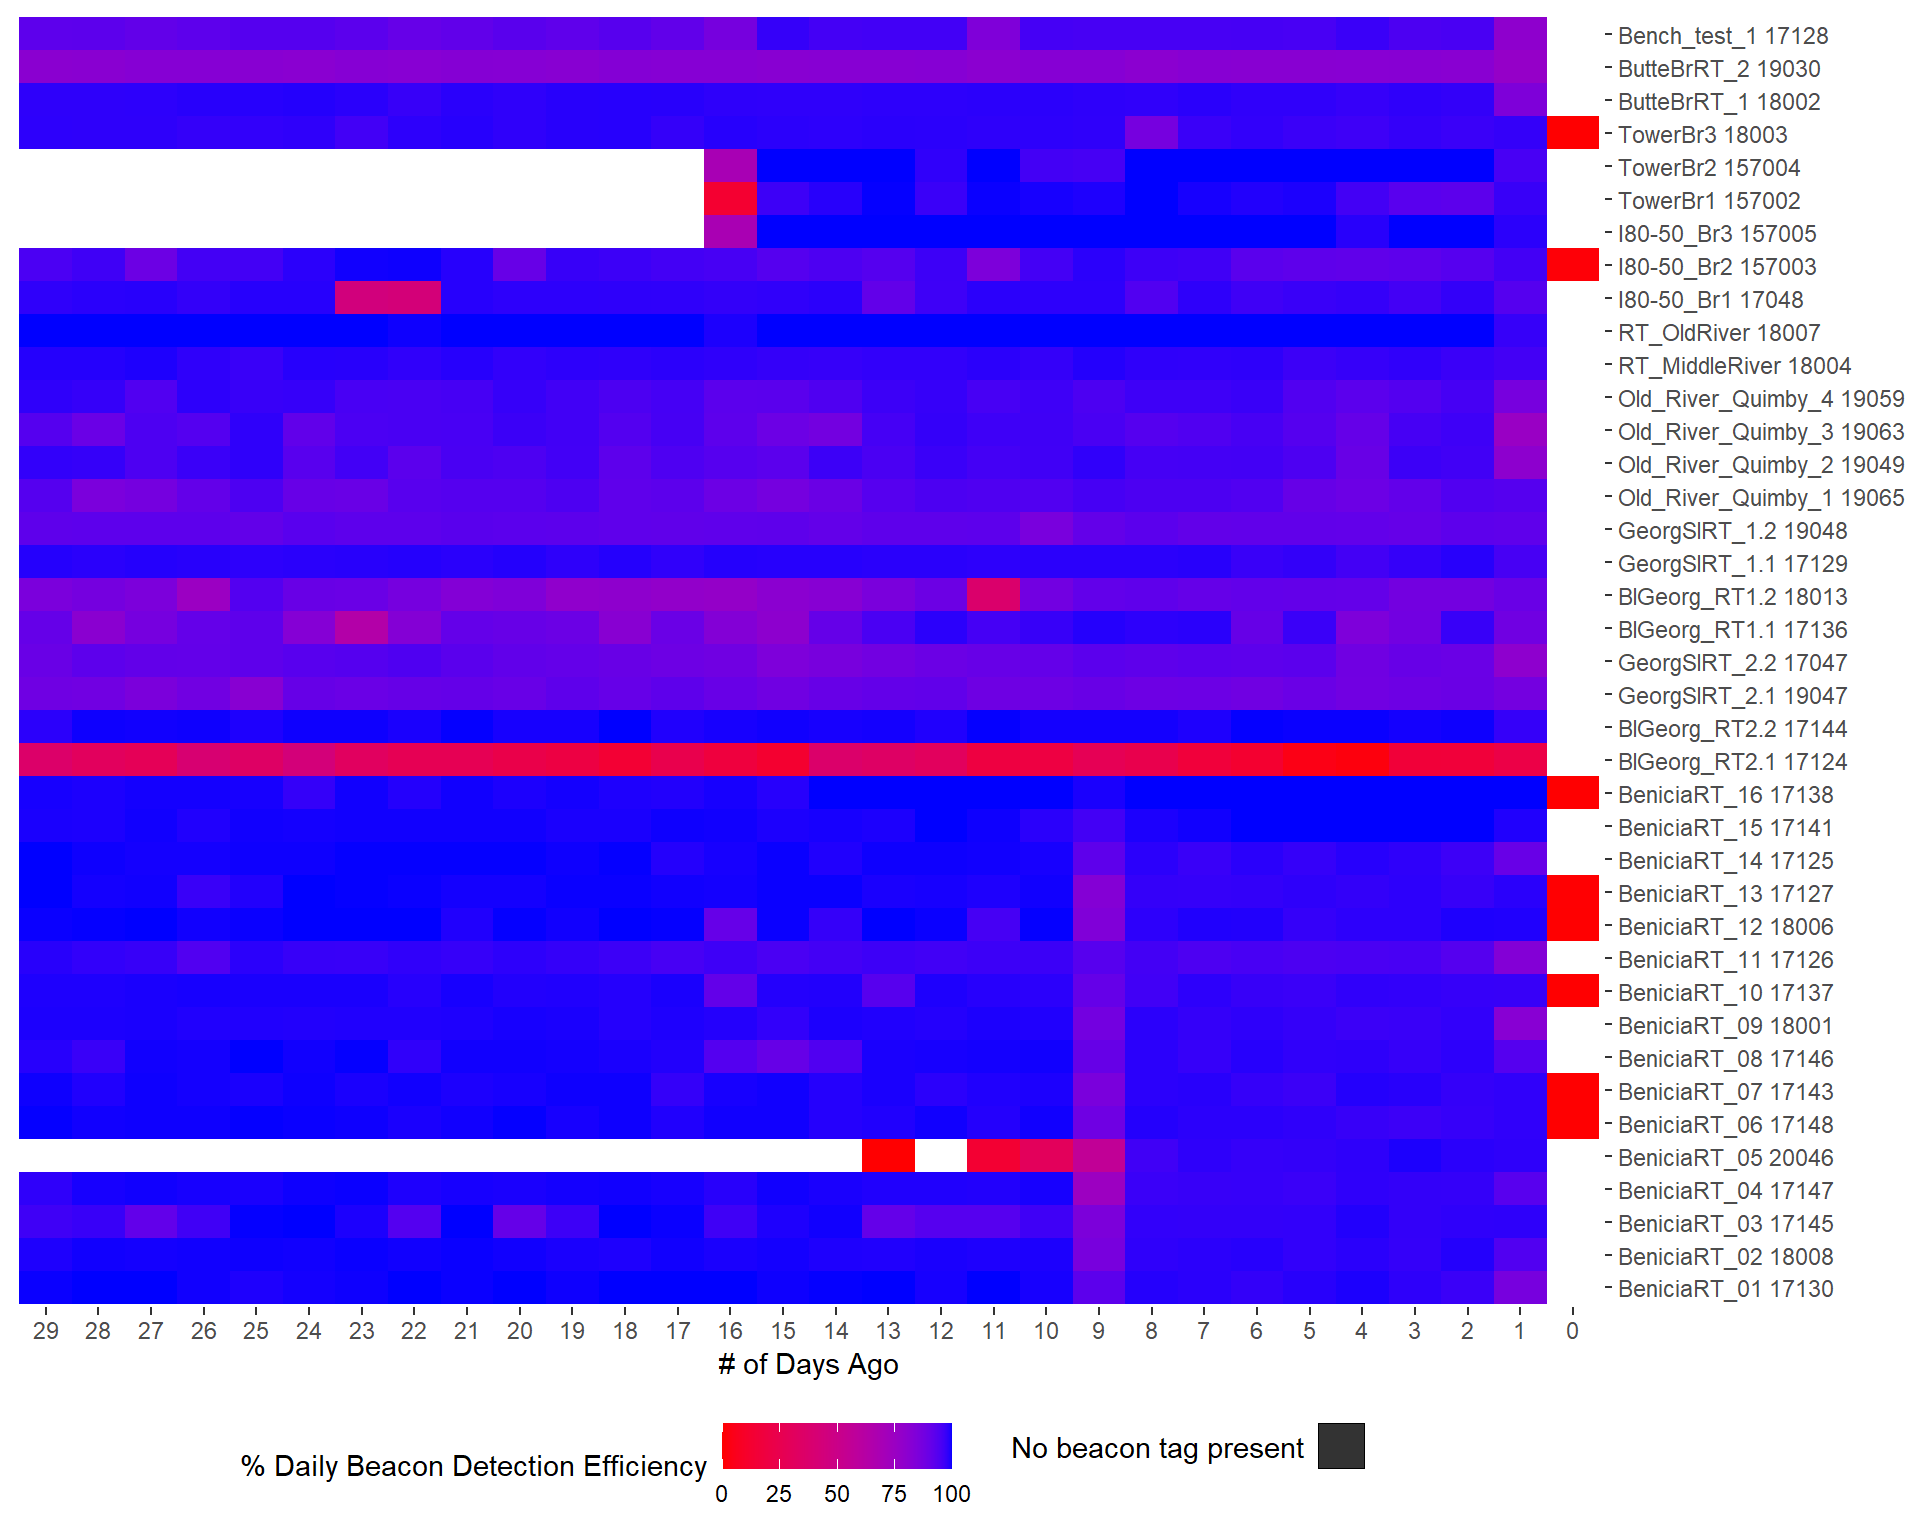 Bench_test_1 17128
ButteBrRT_2 19030
ButteBrRT_1 18002
TowerBr3 18003
TowerBr2 157004
TowerBr1 157002
I80-50_Br3 157005
I80-50_Br2 157003
I80-50_Br1 17048
RT_OldRiver 18007
RT_MiddleRiver 18004
Old_River_Quimby_4 19059
Old_River_Quimby_3 19063
Old_River_Quimby_2 19049
Old_River_Quimby_1 19065
GeorgSlRT_1.2 19048
GeorgSlRT_1.1 17129
BlGeorg_RT1.2 18013
BlGeorg_RT1.1 17136
GeorgSlRT_2.2 17047
GeorgSlRT_2.1 19047
BlGeorg_RT2.2 17144
BlGeorg_RT2.1 17124
BeniciaRT_16 17138
BeniciaRT_15 17141
BeniciaRT_14 17125
BeniciaRT_13 17127
BeniciaRT_12 18006
BeniciaRT_11 17126
BeniciaRT_10 17137
BeniciaRT_09 18001
BeniciaRT_08 17146
BeniciaRT_07 17143
BeniciaRT_06 17148
BeniciaRT_05 20046
BeniciaRT_04 17147
BeniciaRT_03 17145
BeniciaRT_02 18008
BeniciaRT_01 17130
29 28 27 26 25 24 23 22 21 20 19 18 17 16 15 14 13 12 11 10 9 8 7 6 5 4 3 2 1 0
# of Days Ago
% Daily Beacon Detection Efficiency
0 25 50 75 100
No beacon tag present